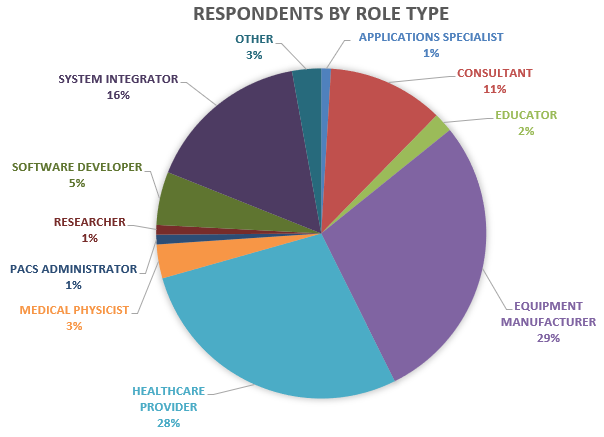 RESPONDENTS BY ROLE TYPE
OTHER
3%
APPLICATIONS SPECIALIST
1%
CONSULTANT
11%
EDUCATOR
2%
EQUIPMENT
MANUFACTURER
29%
HEALTHCARE
PROVIDER
28%
MEDICAL PHYSICIST
3%
PACS ADMINISTRATOR
1%
RESEARCHER
1%
SOFTWARE DEVELOPER
5%
SYSTEM INTEGRATOR
16%